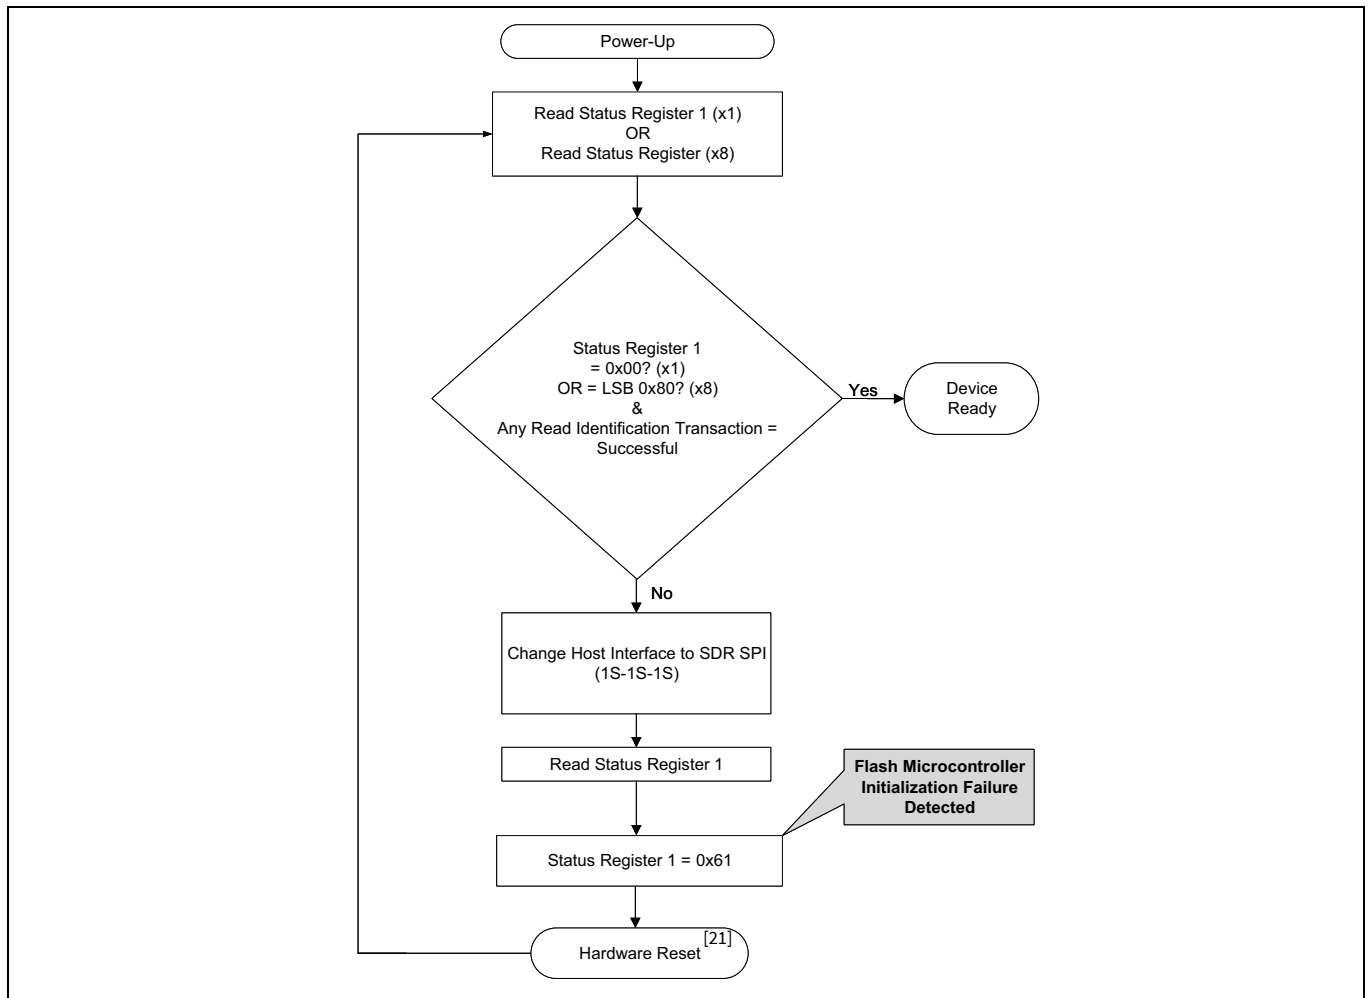 Power-Up
Read Status Register 1 (x1)
OR
Read Status Register (x8)
Status Register 1
= 0x00? (x1)
OR = LSB 0x80? (x8)
&
Any Read Identification Transaction =
Successful
Yes
Device
Ready
No
Change Host Interface to SDR SPI
(1S-1S-1S)
Read Status Register 1
Flash Microcontroller
Initialization Failure
Detected
Status Register 1 = 0x61
Hardware Reset [21]